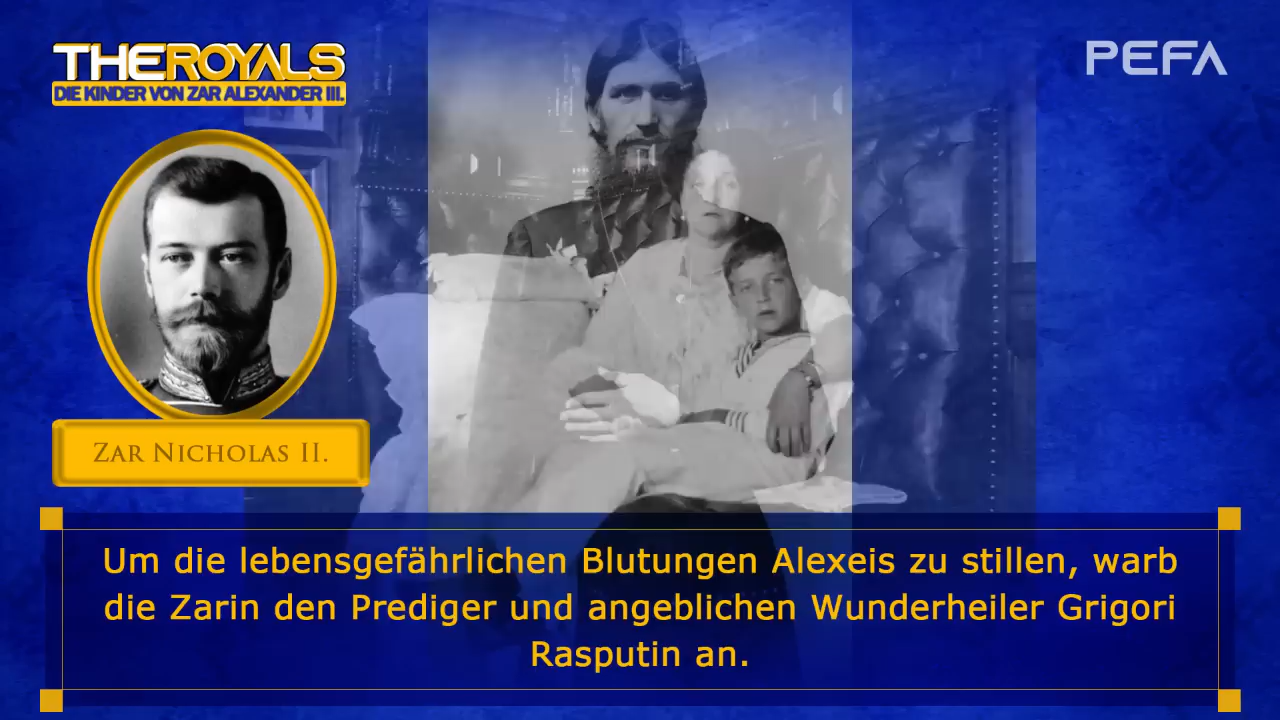 THEROYALS
DIE KINDER VON ZAR ALEXANDER III.
PEFA
ZAR NICHOLAS II.
Um die lebensgefährlichen Blutungen Alexeis zu stillen, warb
die Zarin den Prediger und angeblichen Wunderheiler Grigori
Rasputin an.